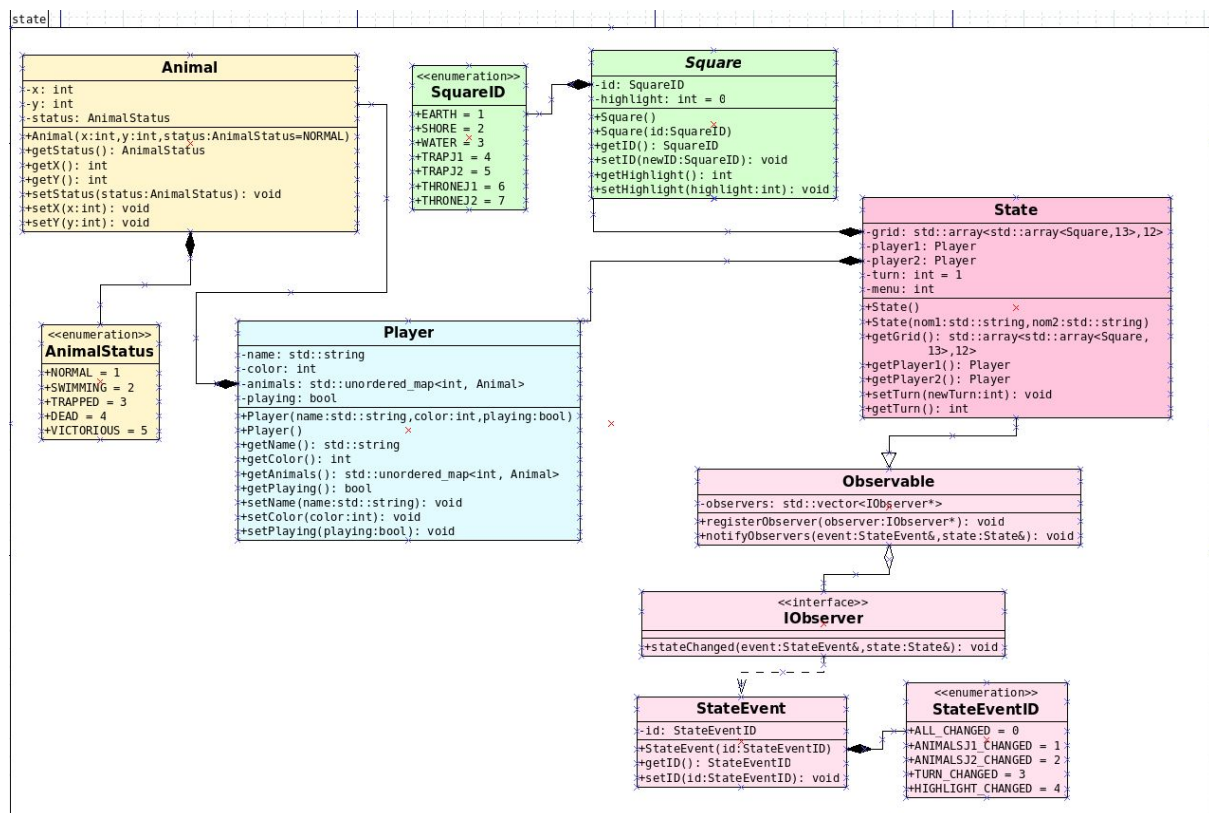 state
Animal
-x: int
-y: int
-status: AnimalStatus
+Animal(x:int,y:int,status:AnimalStatus=NORMAL)
+getStatus(): AnimalStatus
+getX(): int
+getY(): int
+setStatus(status:AnimalStatus): void
+setX(x:int): void
+setY(y:int): void
<<enumeration>>
SquareID
+EARTH = 1
+SHORE = 2
+WATER = 3
+TRAPJ1 = 4
+TRAPJ2 = 5
+THRONEJ1 = 6
+THRONEJ2 = 7
Square
-id: SquareID
-highlight: int = 0
+Square()
+Square(id:SquareID)
+getID(): SquareID
+setID(newID:SquareID): void
+getHighlight(): int
+setHighlight(highlight:int): void
State
-grid: std::array<std::array<Square,13>,12>
-player1: Player
-player2: Player
-turn: int = 1
-menu: int
+State()
+State(nom1:std::string,nom2:std::string)
+getGrid(): std::array<std::array<Square,
13>,12>
+getPlayer1(): Player
+getPlayer2(): Player
+setTurn(newTurn:int): void
+getTurn(): int
<<enumeration>>
AnimalStatus
+NORMAL = 1
+SWIMMING = 2
+TRAPPED = 3
+DEAD = 4
+VICTORIOUS = 5
Player
-name: std::string
-color: int
-animals: std::unordered_map<int, Animal>
-playing: bool
+Player(name:std::string,color:int,playing:bool)
+Player()
+getName(): std::string
+getColor(): int
+getAnimals(): std::unordered_map<int, Animal>
+getPlaying(): bool
+setName(name:std::string): void
+setColor(color:int): void
+setPlaying(playing:bool): void
Observable
-observers: std::vector<IObserver*>
+registerObserver(observer:IObserver*): void
+notifyObservers(event:StateEvent&,state:State&): void
<<interface>>
IObserver
+stateChanged(event:StateEvent&,state:State&): void
StateEvent
-id: StateEventID
+StateEvent(id:StateEventID)
+getID(): StateEventID
+setID(id:StateEventID): void
<<enumeration>>
StateEventID
+ALL_CHANGED = 0
+ANIMALSJ1_CHANGED = 1
+ANIMALSJ2_CHANGED = 2
+TURN_CHANGED = 3
+HIGHLIGHT_CHANGED = 4